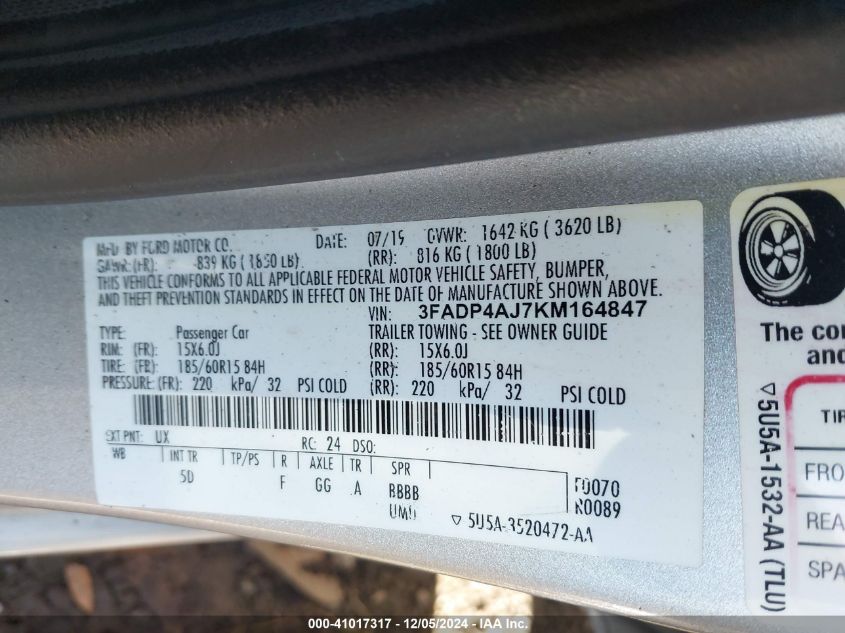 MFD. BY FORD MOTOR CO. DATE: 07/19 GVWR: 1642 KG ( 3620 LB)
GAWR: (FR): 839 KG ( 1850 LB) (RR): 816 KG ( 1800 LB)
THIS VEHICLE CONFORMS TO ALL APPLICABLE FEDERAL MOTOR VEHICLE SAFETY, BUMPER,
AND THEFT PREVENTION STANDARDS IN EFFECT ON THE DATE OF MANUFACTURE SHOWN ABOVE.
VIN: 3FADP4AJ7KM164847
TYPE: Passenger Car TRAILER TOWING - SEE OWNER GUIDE
RIM: (FR): 15X6.0J (RR): 15X6.0J
TIRE: (FR): 185/60R15 84H (RR): 185/60R15 84H
PRESSURE: (FR): 220 kPa/ 32 PSI COLD (RR): 220 kPa/ 32 PSI COLD
EXT PNT: UX RC: 24 DSO:
WB INT TR TP/PS R AXLE TR SPR
5D F GG A BBBB F0070
UMU N0089
▽ 5U5A-3520472-AA
The con
and
TIR
FRO
REA
SPA
▽ 5U5A-1532-AA (TLU)
000-41017317 - 12/05/2024 - IAA Inc.